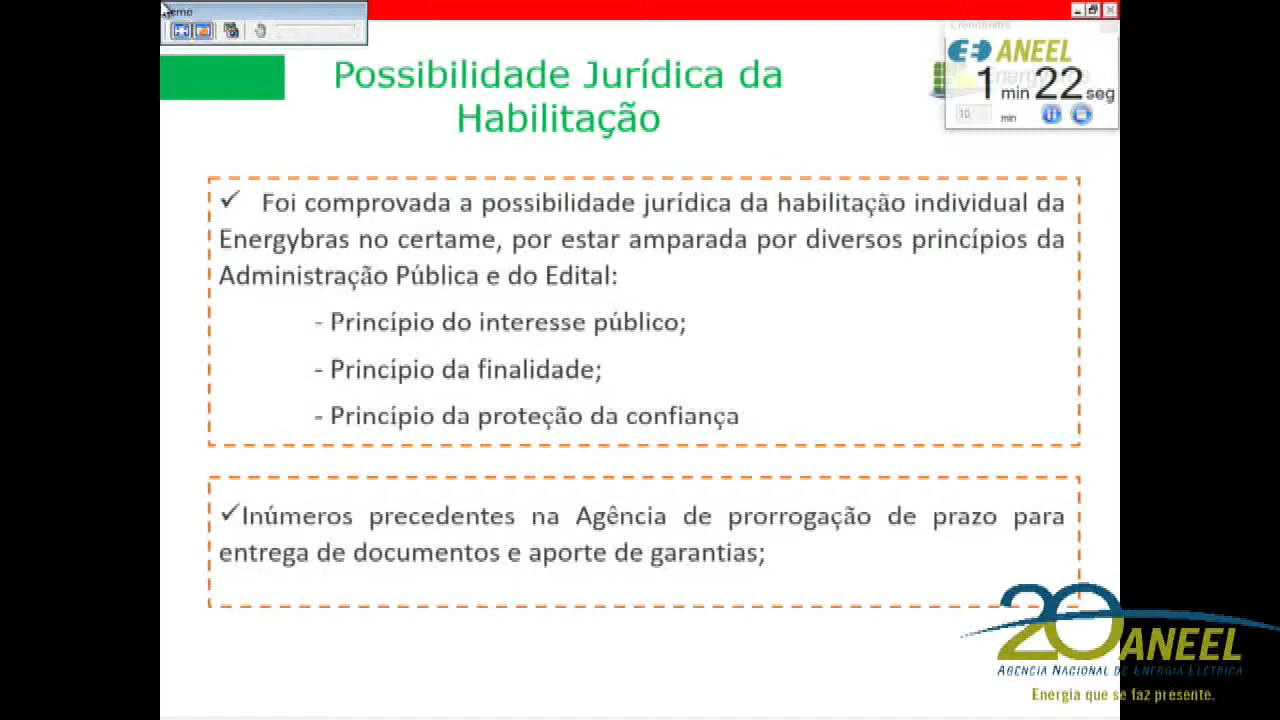 Cronômetro
ANEEL
1 min 22 seg
10 min
Possibilidade Jurídica da
Habilitação
✓ Foi comprovada a possibilidade jurídica da habilitação individual da
Energybras no certame, por estar amparada por diversos princípios da
Administração Pública e do Edital:
- Princípio do interesse público;
- Princípio da finalidade;
- Princípio da proteção da confiança
✓Inúmeros precedentes na Agência de prorrogação de prazo para
entrega de documentos e aporte de garantias;
20 ANEEL
AGÊNCIA NACIONAL DE ENERGIA ELÉTRICA
Energia que se faz presente.